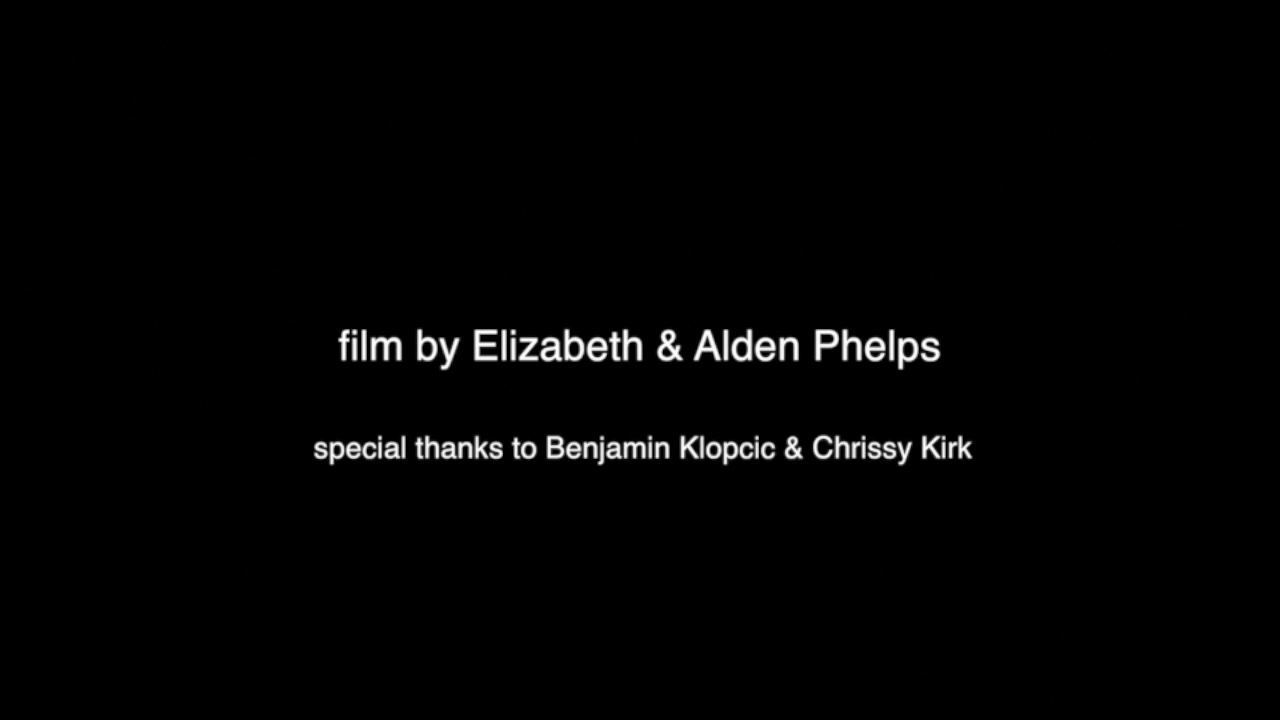 film by Elizabeth & Alden Phelps
special thanks to Benjamin Klopcic & Chrissy Kirk